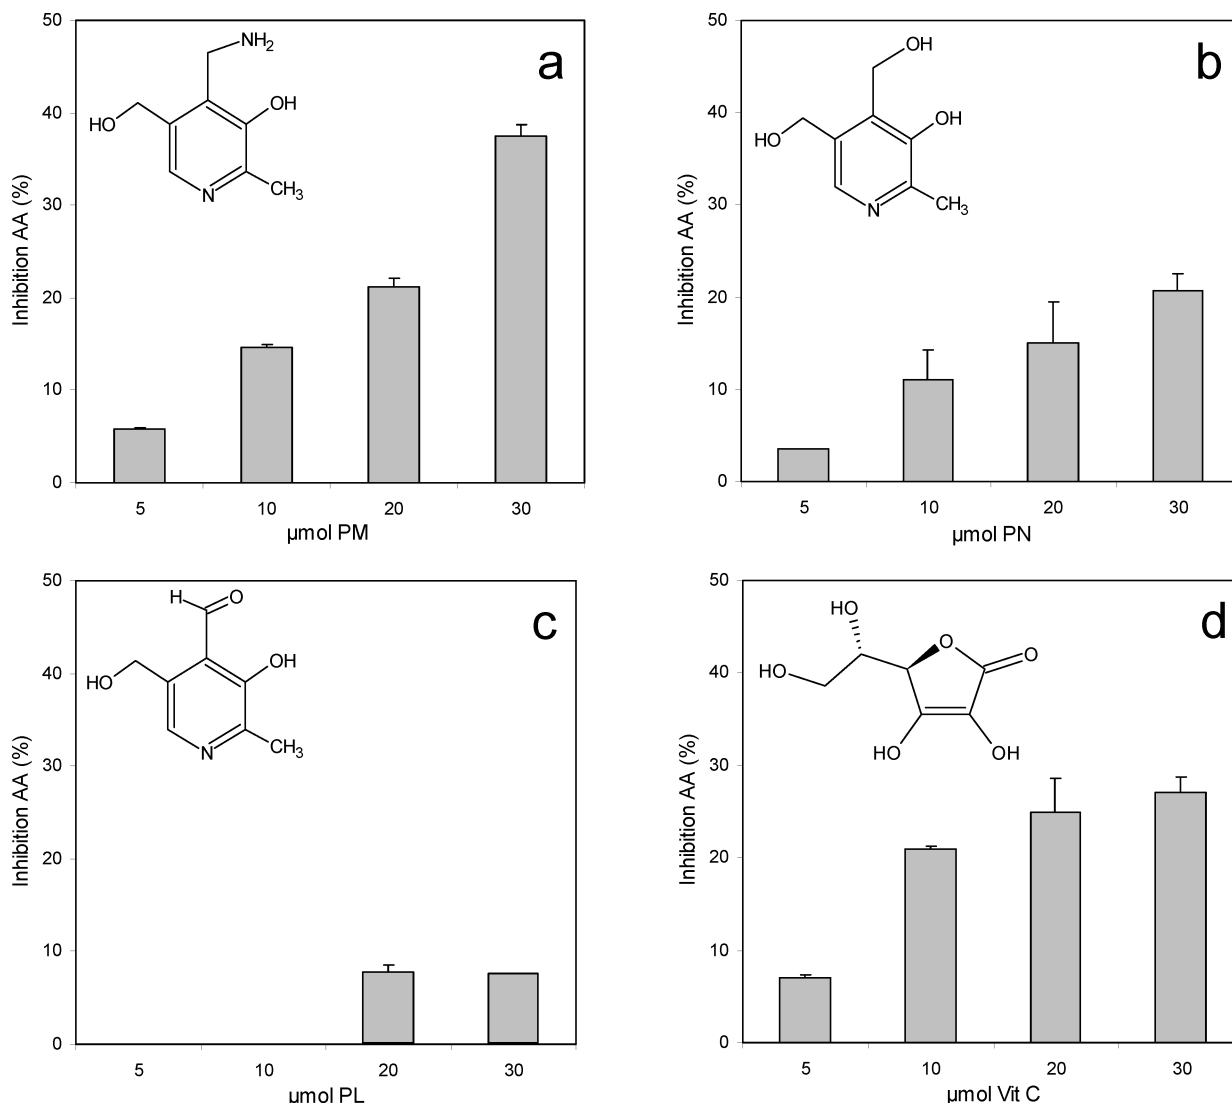 a
50
40
30
20
10
0
Inhibition AA (%)
NH2
HO
OH
N
CH3
5 10 20 30
µmol PM
b
50
40
30
20
10
0
Inhibition AA (%)
OH
OH
HO
N
CH3
5 10 20 30
µmol PN
c
50
40
30
20
10
0
Inhibition AA (%)
H O
OH
HO
N
CH3
5 10 20 30
µmol PL
d
50
40
30
20
10
0
Inhibition AA (%)
HO
O
O
HO
HO OH
5 10 20 30
µmol Vit C